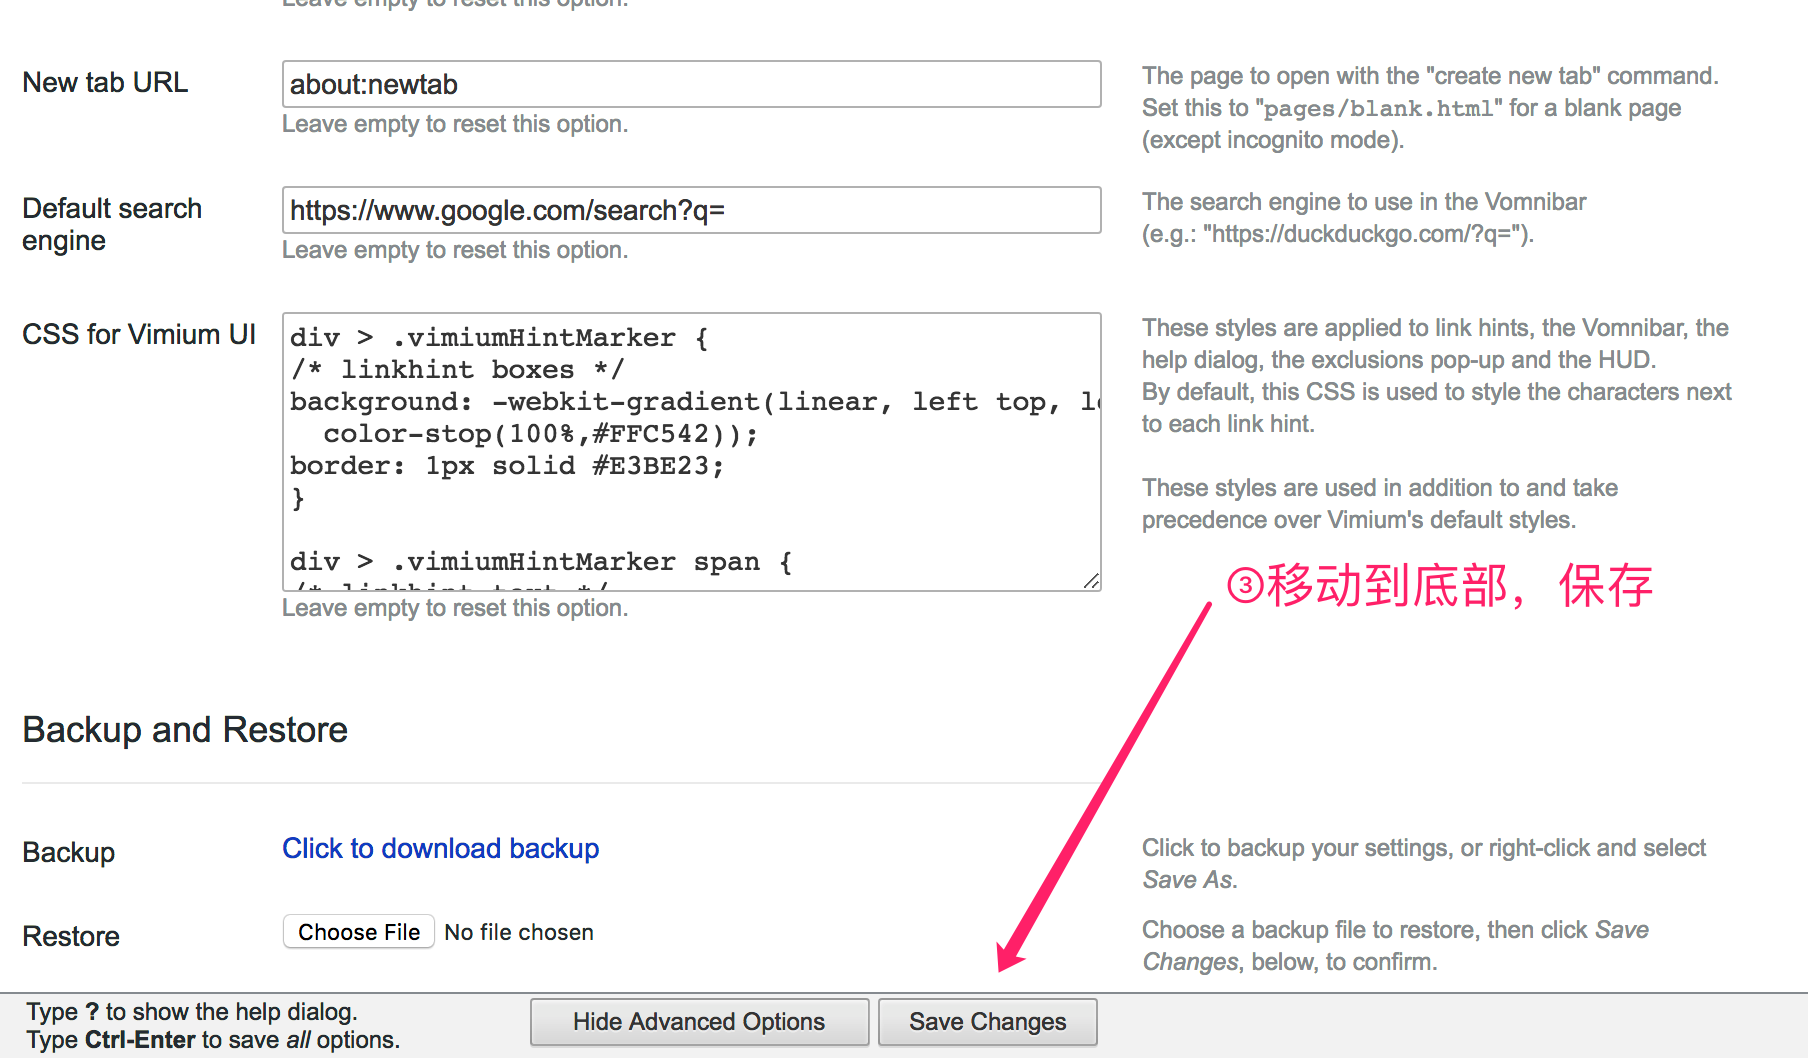 Leave empty to reset this option.
New tab URL
about:newtab
Leave empty to reset this option.
The page to open with the "create new tab" command.
Set this to "pages/blank.html" for a blank page
(except incognito mode).
Default search
engine
https://www.google.com/search?q=
Leave empty to reset this option.
The search engine to use in the Vomnibar
(e.g.: "https://duckduckgo.com/?q=").
CSS for Vimium UI
div > .vimiumHintMarker {
/* linkhint boxes */
background: -webkit-gradient(linear, left top, le
color-stop(100%,#FFC542));
border: 1px solid #E3BE23;
}
div > .vimiumHintMarker span {
/* linkhint text */
Leave empty to reset this option.
These styles are applied to link hints, the Vomnibar, the
help dialog, the exclusions pop-up and the HUD.
By default, this CSS is used to style the characters next
to each link hint.
These styles are used in addition to and take
precedence over Vimium's default styles.
③移动到底部，保存
Backup and Restore
Backup
Click to download backup
Click to backup your settings, or right-click and select
Save As.
Restore
Choose File No file chosen
Choose a backup file to restore, then click Save
Changes, below, to confirm.
Type ? to show the help dialog.
Type Ctrl-Enter to save all options.
Hide Advanced Options
Save Changes